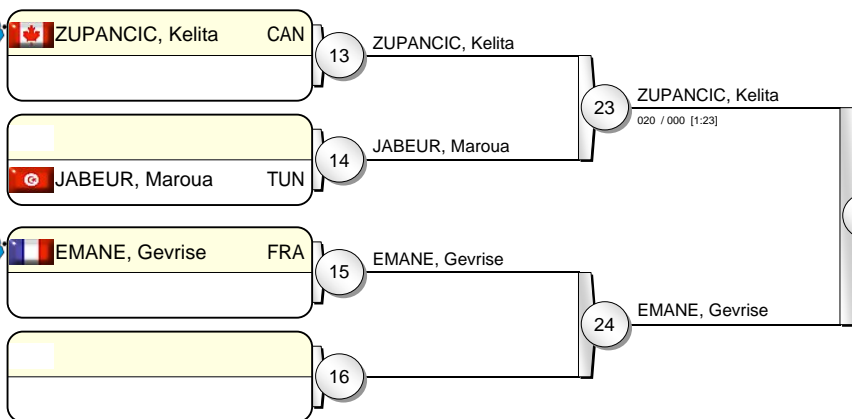 ZUPANCIC, Kelita CAN
13
ZUPANCIC, Kelita
23
ZUPANCIC, Kelita
020 / 000 [1:23]
14
JABEUR, Maroua
JABEUR, Maroua TUN
EMANE, Gevrise FRA
15
EMANE, Gevrise
24
EMANE, Gevrise
16